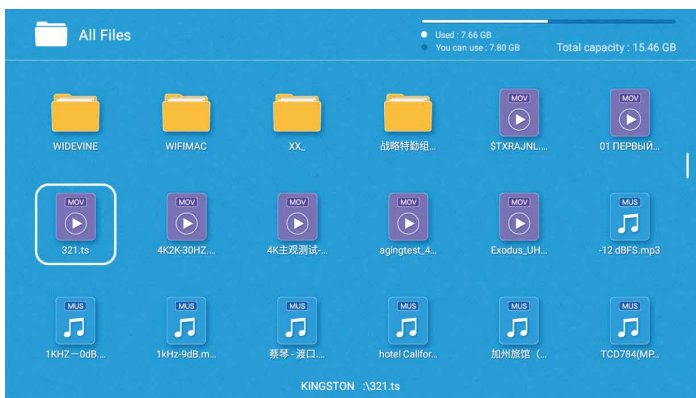 All Files
Used : 7.66 GB
You can use : 7.80 GB
Total capacity : 15.46 GB
MOV
MOV
WIDEVINE
WIFIMAC
XX_
战略特勤组...
$TXRAJNL....
01 ПЕРВЫЙ...
MOV
MOV
MOV
MOV
MOV
MUS
321.ts
4K2K-30HZ....
4K主观测试-...
agingtest_4...
Exodus_UH...
-12 dBFS.mp3
MUS
MUS
MUS
MUS
MUS
MUS
1KHZ－0dB....
1kHz-9dB.m...
蔡琴 - 渡口....
hotel Califor...
加州旅馆（...
TCD784(MP...
KINGSTON :\321.ts